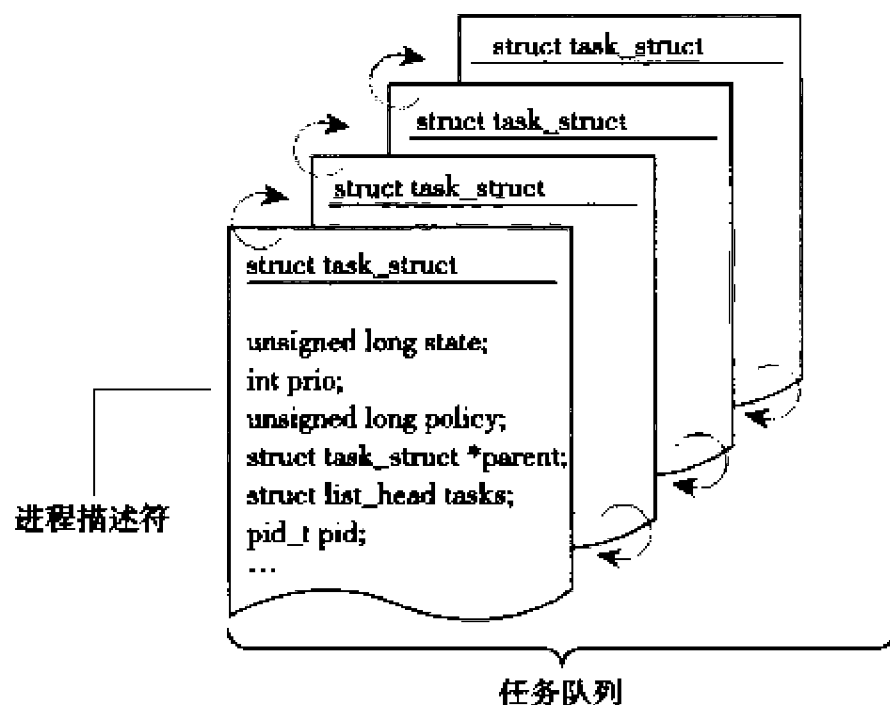 struct task_struct
struct task_struct
struct task_struct
struct task_struct
unsigned long state;
int prio;
unsigned long policy;
struct task_struct *parent;
struct list_head tasks;
pid_t pid;
...
进程描述符
任务队列